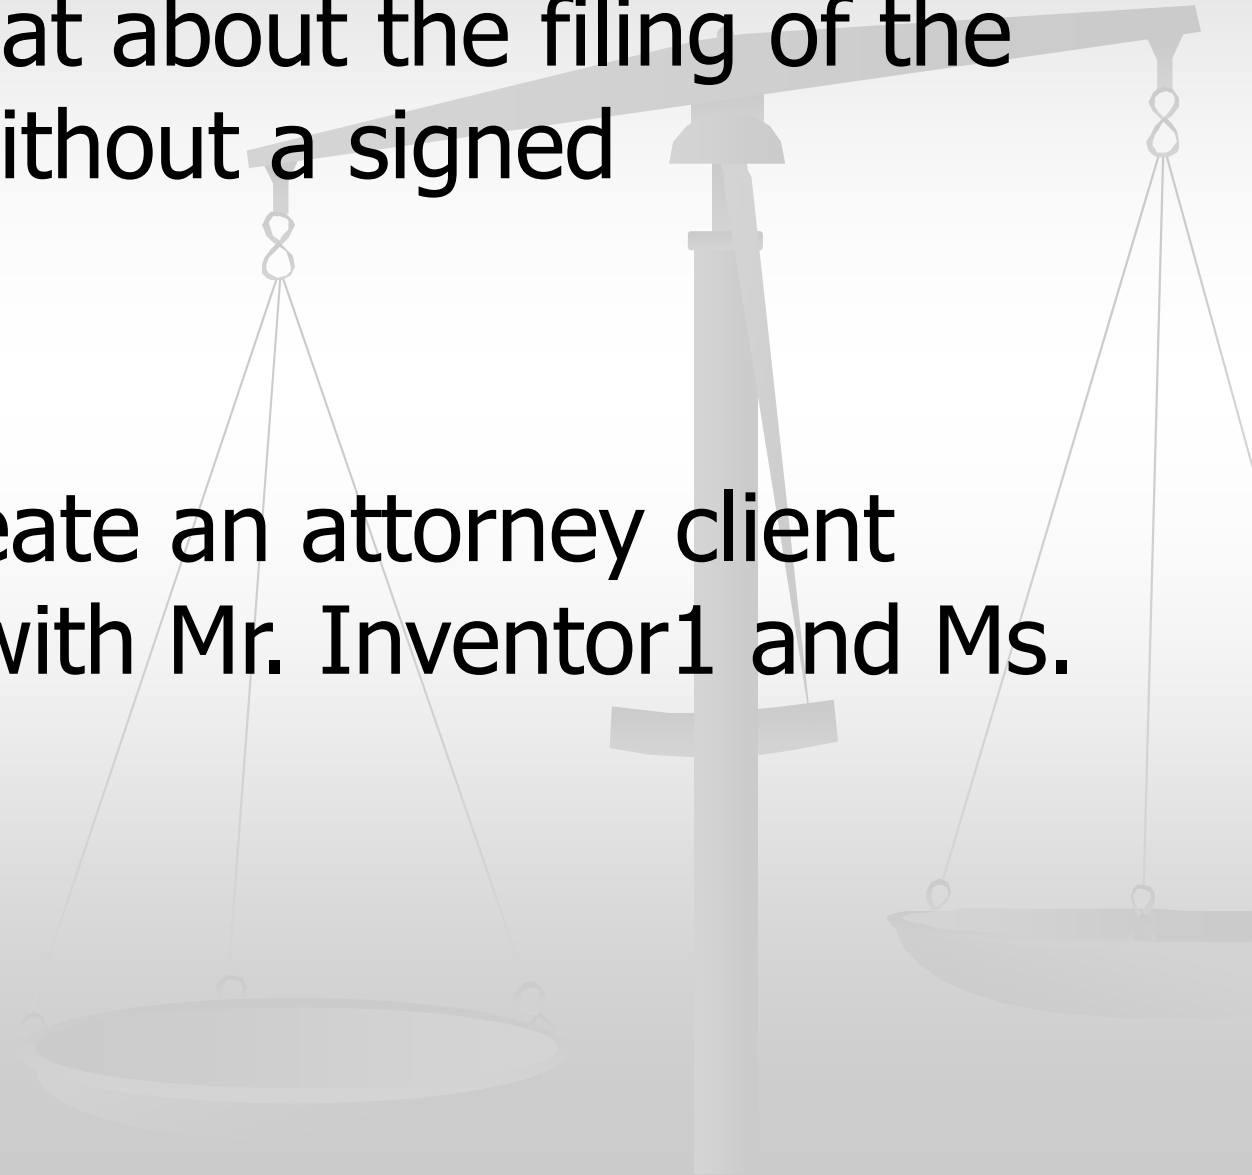 at about the filing of the
ithout a signed
eate an attorney client
with Mr. Inventor1 and Ms.